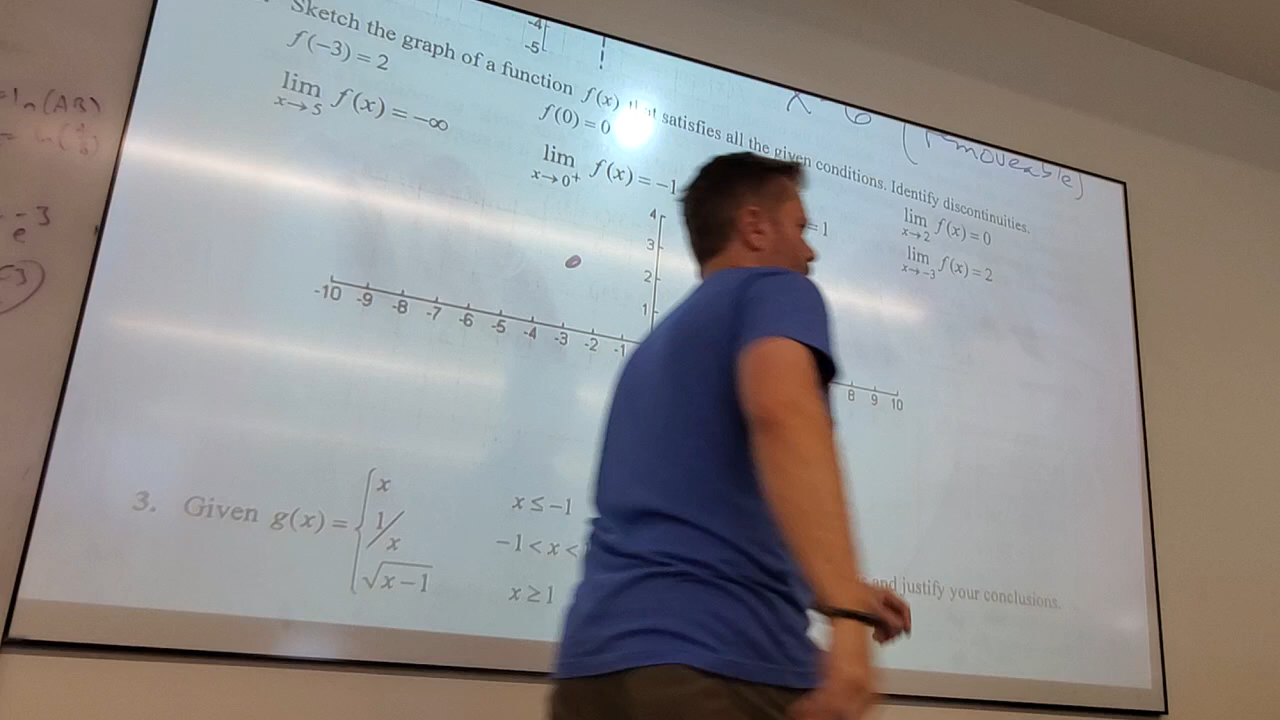 -4
-5
Sketch the graph of a function f(x) satisfies all the given conditions. Identify discontinuities.
f(−3) = 2
f(0) = 0
lim x→5 f(x) = −∞
lim x→0⁺ f(x) = −1
= 1
lim x→2 f(x) = 0
lim x→−3 f(x) = 2
(removeable)
4
3
2
1
-10 -9 -8 -7 -6 -5 -4 -3 -2 -1
8 9 10
3. Given g(x) = { x x ≤ −1
1/x −1 < x <
√x−1 x ≥ 1
and justify your conclusions.
=ln(AB)